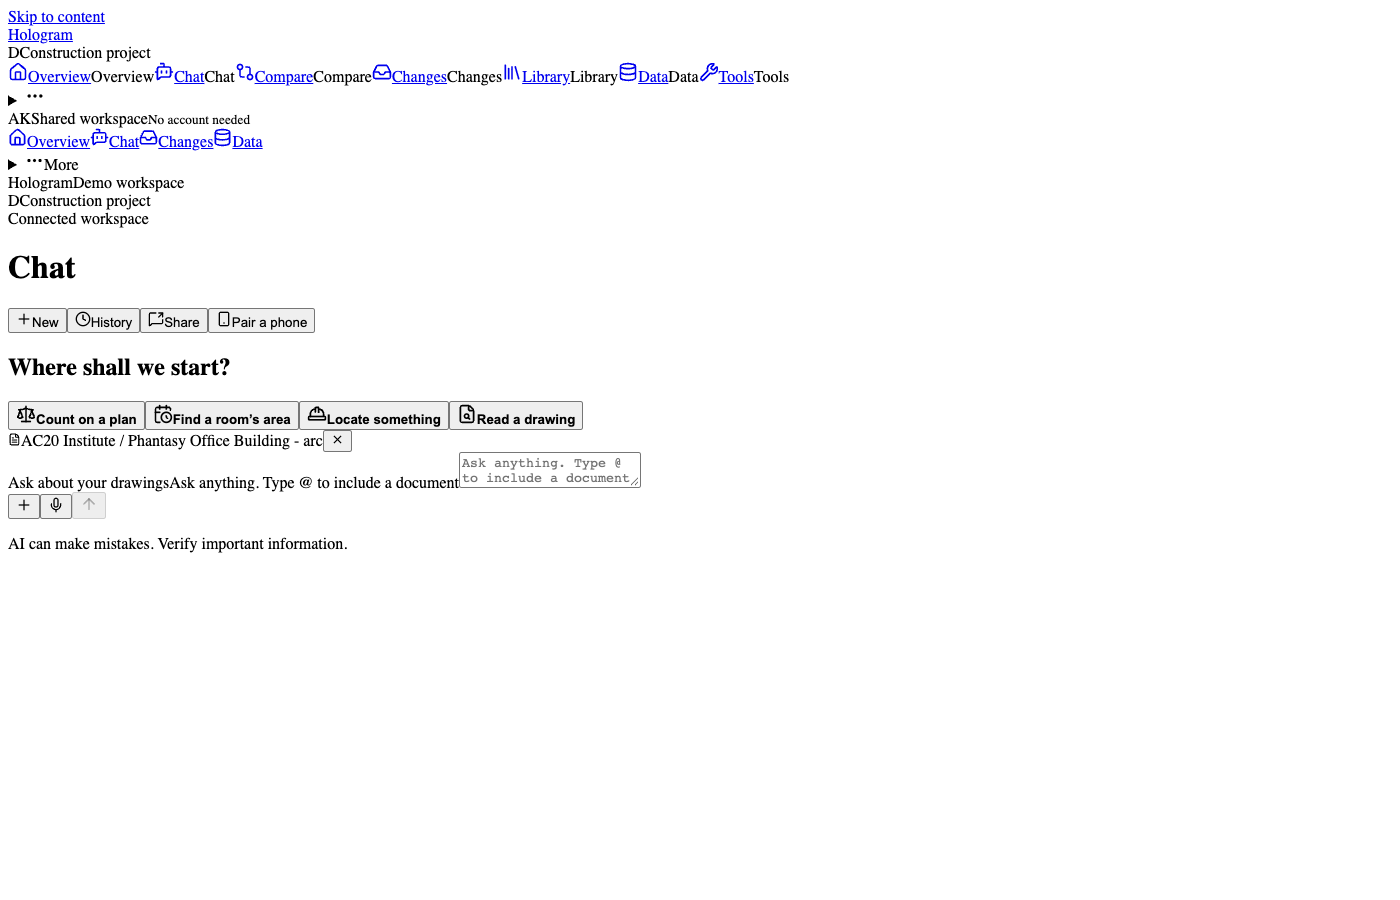 Skip to content
Hologram
DConstruction project
OverviewOverviewChatChatCompareCompareChangesChangesLibraryLibraryDataDataToolsTools
AKShared workspaceNo account needed
OverviewChatChangesData
More
HologramDemo workspace
DConstruction project
Connected workspace
Chat
New History Share Pair a phone
Where shall we start?
Count on a plan Find a room's area Locate something Read a drawing
AC20 Institute / Phantasy Office Building - arc
Ask about your drawingsAsk anything. Type @ to include a document
Ask anything. Type @
to include a document
AI can make mistakes. Verify important information.